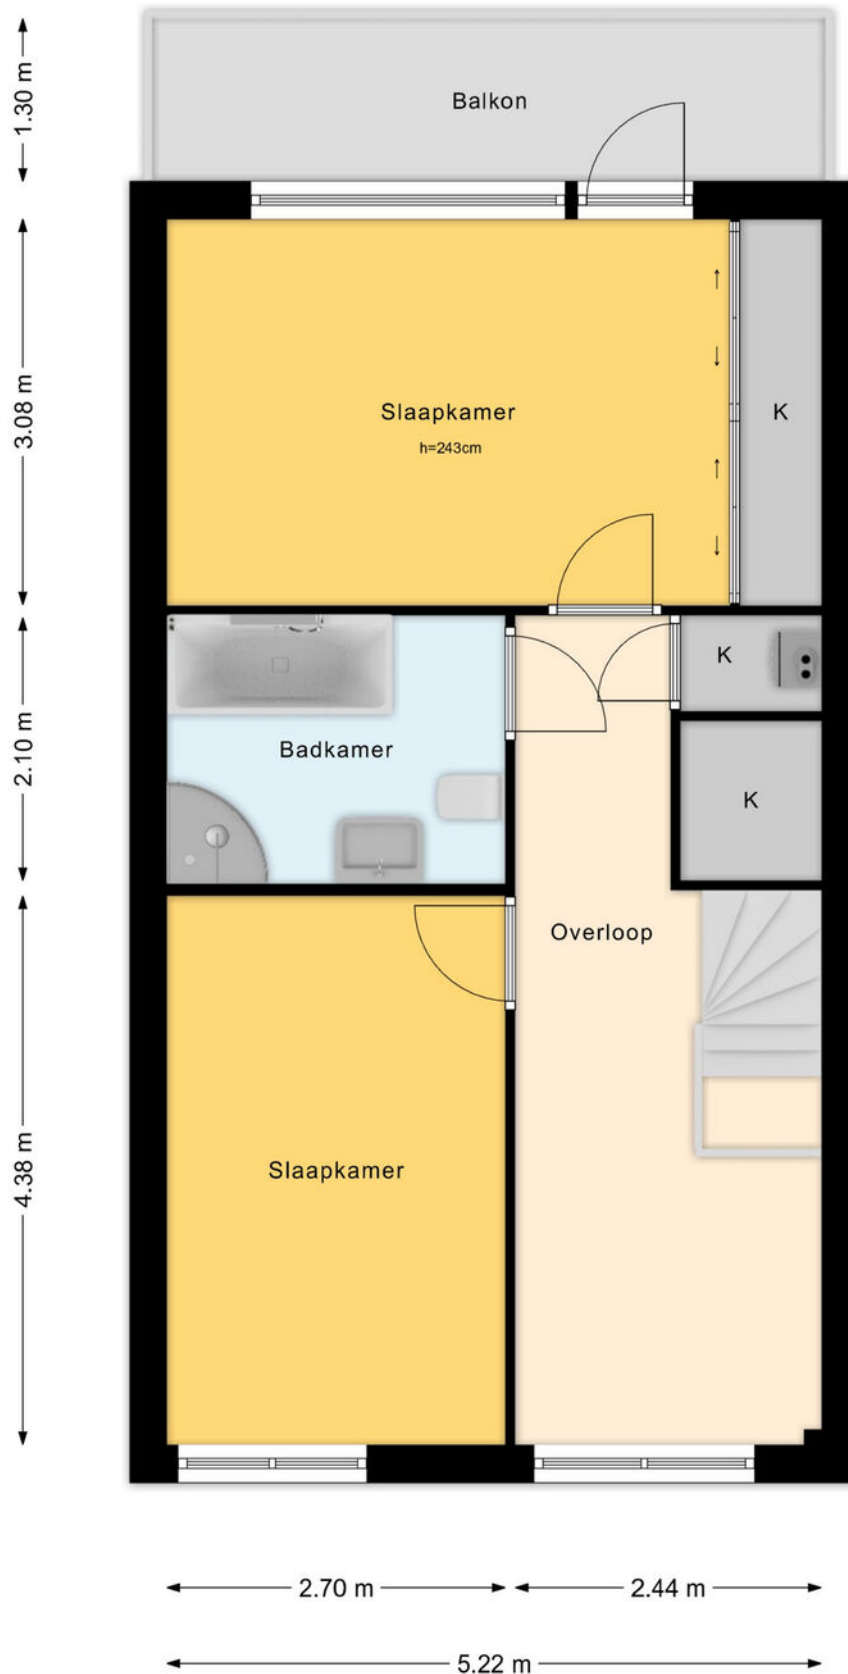 1.30 m
Balkon
3.08 m
Slaapkamer
K
h=243cm
K
2.10 m
Badkamer
K
Overloop
4.38 m
Slaapkamer
2.70 m
2.44 m
5.22 m